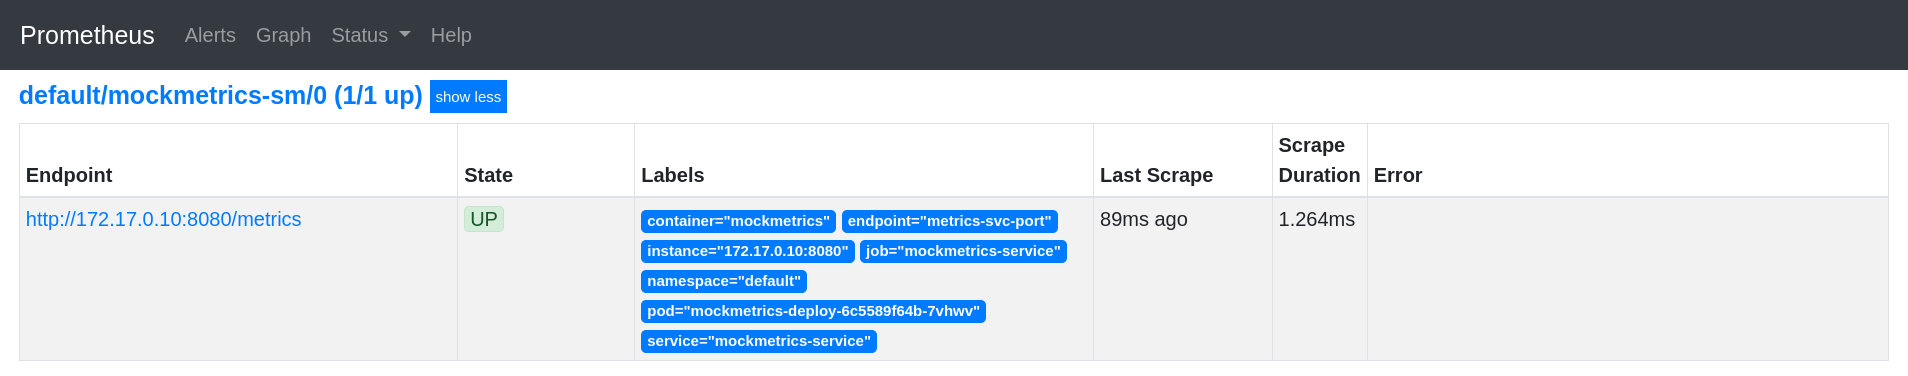 Prometheus Alerts Graph Status Help
default/mockmetrics-sm/0 (1/1 up) show less
Endpoint State Labels Last Scrape Scrape Duration Error
http://172.17.0.10:8080/metrics UP container="mockmetrics" endpoint="metrics-svc-port" 89ms ago 1.264ms
instance="172.17.0.10:8080" job="mockmetrics-service"
namespace="default"
pod="mockmetrics-deploy-6c5589f64b-7vhwv"
service="mockmetrics-service"